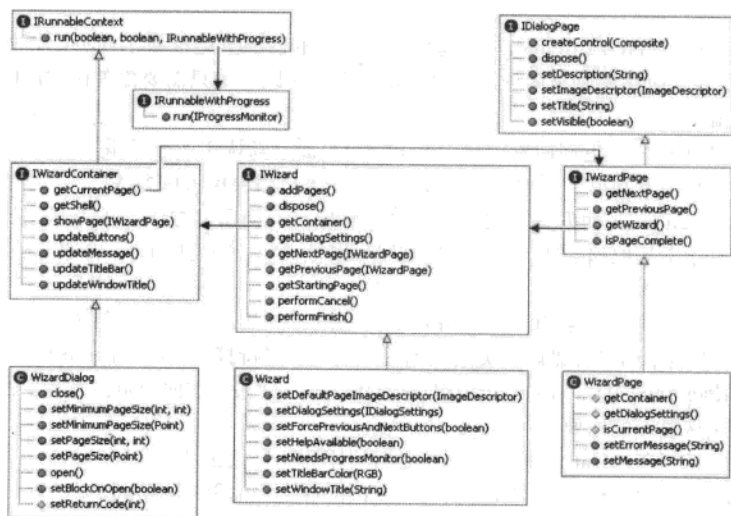 IRunnableContext
run(boolean, boolean, IRunnableWithProgress)
IRunnableWithProgress
run(IProgressMonitor)
IDialogPage
createControl(Composite)
dispose()
setDescription(String)
setImageDescriptor(ImageDescriptor)
setTitle(String)
setVisible(boolean)
IWizardContainer
getCurrentPage()
getShell()
showPage(IWizardPage)
updateButtons()
updateMessage()
updateTitleBar()
updateWindowTitle()
IWizard
addPages()
dispose()
getContainer()
getDialogSettings()
getNextPage(IWizardPage)
getPreviousPage(IWizardPage)
getStartingPage()
performCancel()
performFinish()
IWizardPage
getNextPage()
getPreviousPage()
getWizard()
isPageComplete()
WizardDialog
close()
setMinimumPageSize(int, int)
setMinimumPageSize(Point)
setPageSize(int, int)
setPageSize(Point)
open()
setBlockOnOpen(boolean)
setReturnCode(int)
Wizard
setDefaultPageImageDescriptor(ImageDescriptor)
setDialogSettings(IDialogSettings)
setForcePreviousAndNextButtons(boolean)
setHelpAvailable(boolean)
setNeedsProgressMonitor(boolean)
setTitleBarColor(RGB)
setWindowTitle(String)
WizardPage
getContainer()
getDialogSettings()
isCurrentPage()
setErrorMessage(String)
setMessage(String)